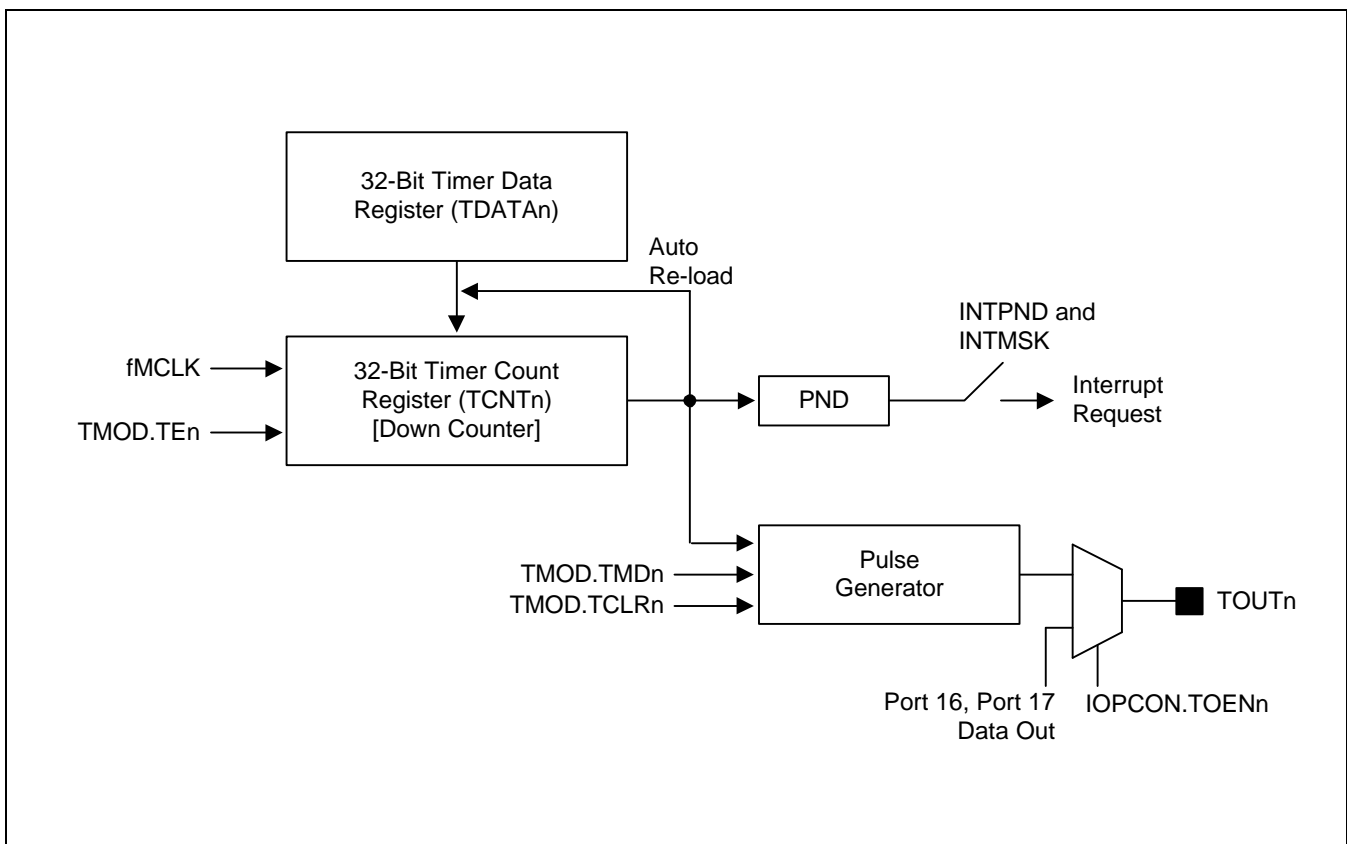 32-Bit Timer Data
Register (TDATAn)
Auto
Re-load
INTPND and
INTMSK
fMCLK
32-Bit Timer Count
Register (TCNTn)
[Down Counter]
TMOD.TEn
PND
Interrupt
Request
TMOD.TMDn
TMOD.TCLRn
Pulse
Generator
TOUTn
Port 16, Port 17
Data Out
IOPCON.TOENn